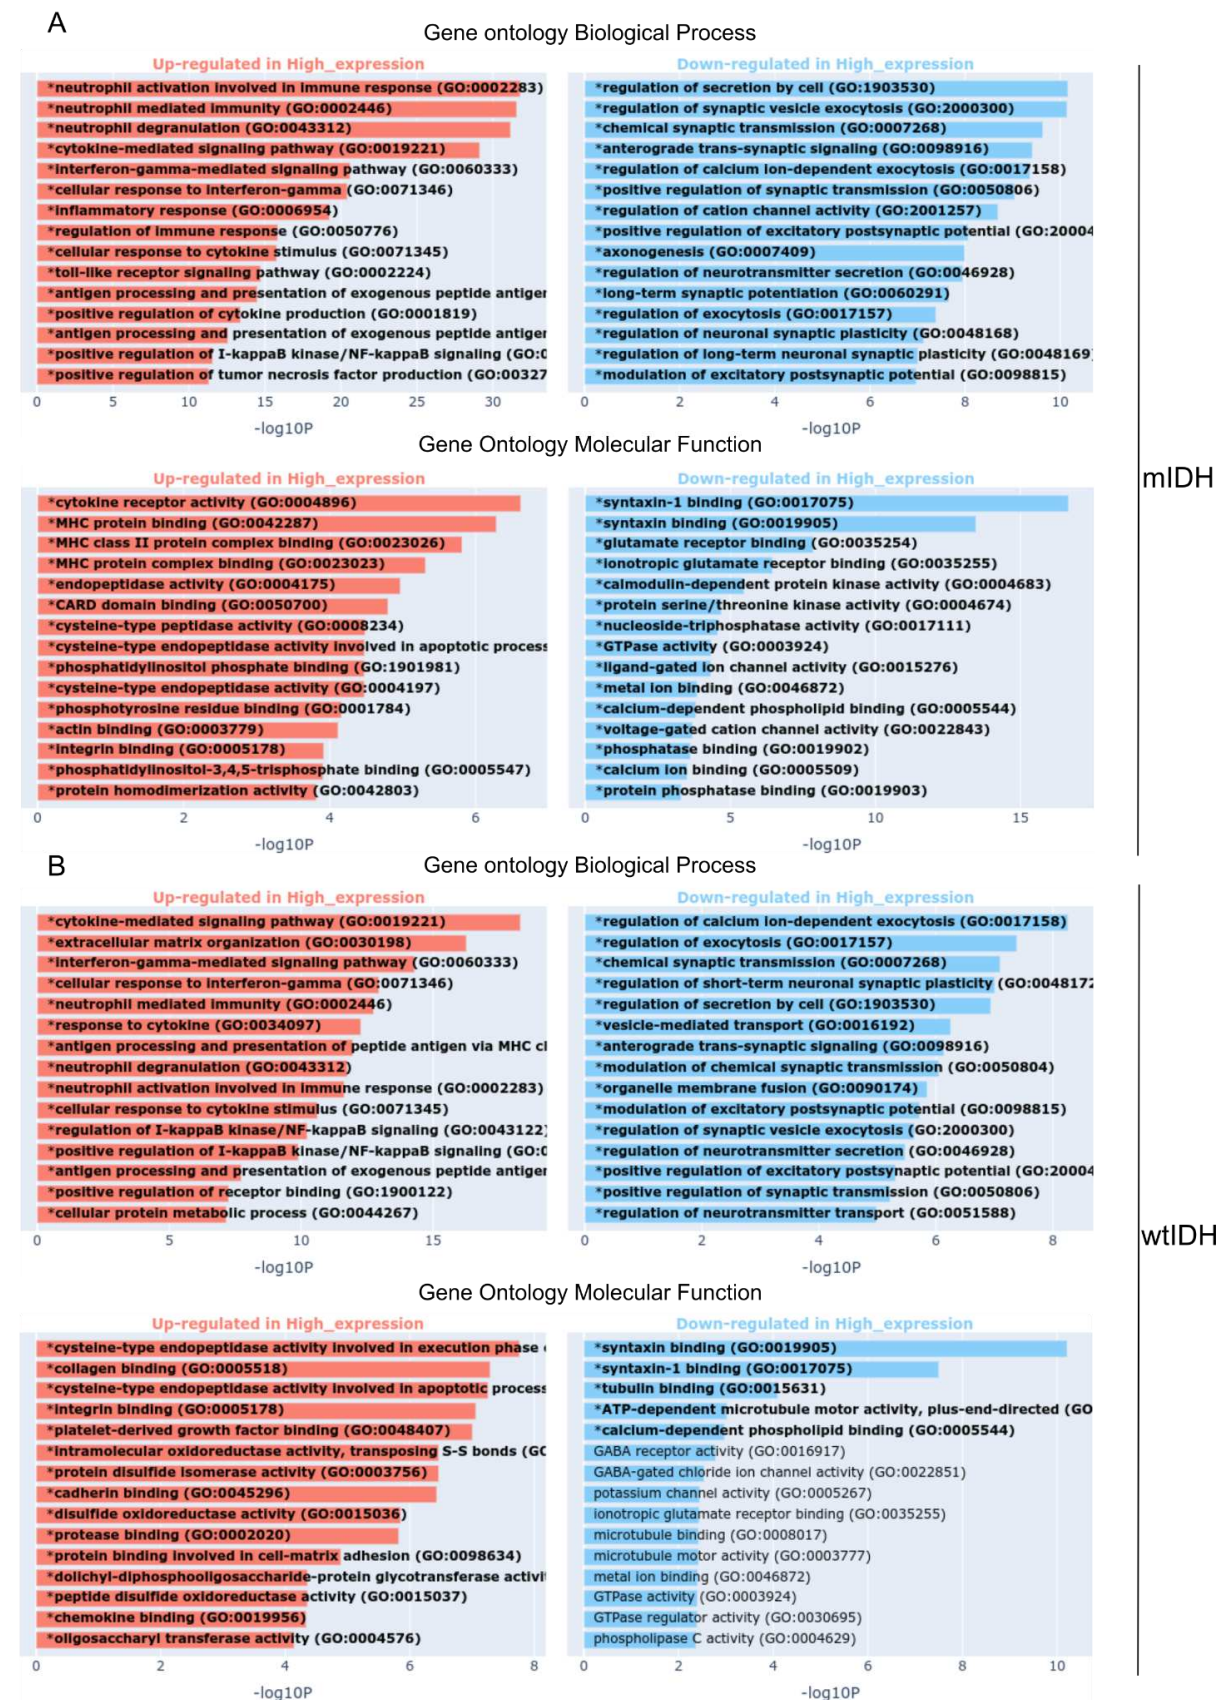 A
Gene ontology Biological Process
Up-regulated in High_expression
*neutrophil activation involved in immune response (GO:0002283)
*neutrophil mediated immunity (GO:0002446)
*neutrophil degranulation (GO:0043312)
*cytokine-mediated signaling pathway (GO:0019221)
*interferon-gamma-mediated signaling pathway (GO:0060333)
*cellular response to interferon-gamma (GO:0071346)
*inflammatory response (GO:0006954)
*regulation of immune response (GO:0050776)
*cellular response to cytokine stimulus (GO:0071345)
*toll-like receptor signaling pathway (GO:0002224)
*antigen processing and presentation of exogenous peptide antigen
*positive regulation of cytokine production (GO:0001819)
*antigen processing and presentation of exogenous peptide antigen
*positive regulation of I-kappaB kinase/NF-kappaB signaling (GO:0
*positive regulation of tumor necrosis factor production (GO:00327
0 5 10 15 20 25 30
-log10P
Down-regulated in High_expression
*regulation of secretion by cell (GO:1903530)
*regulation of synaptic vesicle exocytosis (GO:2000300)
*chemical synaptic transmission (GO:0007268)
*anterograde trans-synaptic signaling (GO:0098916)
*regulation of calcium ion-dependent exocytosis (GO:0017158)
*positive regulation of synaptic transmission (GO:0050806)
*regulation of cation channel activity (GO:2001257)
*positive regulation of excitatory postsynaptic potential (GO:20004
*axonogenesis (GO:0007409)
*regulation of neurotransmitter secretion (GO:0046928)
*long-term synaptic potentiation (GO:0060291)
*regulation of exocytosis (GO:0017157)
*regulation of neuronal synaptic plasticity (GO:0048168)
*regulation of long-term neuronal synaptic plasticity (GO:0048169)
*modulation of excitatory postsynaptic potential (GO:0098815)
0 2 4 6 8 10
-log10P
Gene Ontology Molecular Function
Up-regulated in High_expression
*cytokine receptor activity (GO:0004896)
*MHC protein binding (GO:0042287)
*MHC class II protein complex binding (GO:0023026)
*MHC protein complex binding (GO:0023023)
*endopeptidase activity (GO:0004175)
*CARD domain binding (GO:0050700)
*cysteine-type peptidase activity (GO:0008234)
*cysteine-type endopeptidase activity involved in apoptotic process
*phosphatidylinositol phosphate binding (GO:1901981)
*cysteine-type endopeptidase activity (GO:0004197)
*phosphotyrosine residue binding (GO:0001784)
*actin binding (GO:0003779)
*integrin binding (GO:0005178)
*phosphatidylinositol-3,4,5-trisphosphate binding (GO:0005547)
*protein homodimerization activity (GO:0042803)
0 2 4 6
-log10P
Down-regulated in High_expression
*syntaxin-1 binding (GO:0017075)
*syntaxin binding (GO:0019905)
*glutamate receptor binding (GO:0035254)
*ionotropic glutamate receptor binding (GO:0035255)
*calmodulin-dependent protein kinase activity (GO:0004683)
*protein serine/threonine kinase activity (GO:0004674)
*nucleoside-triphosphatase activity (GO:0017111)
*GTPase activity (GO:0003924)
*ligand-gated ion channel activity (GO:0015276)
*metal ion binding (GO:0046872)
*calcium-dependent phospholipid binding (GO:0005544)
*voltage-gated cation channel activity (GO:0022843)
*phosphatase binding (GO:0019902)
*calcium ion binding (GO:0005509)
*protein phosphatase binding (GO:0019903)
0 5 10 15
-log10P
mIDH
B
Gene ontology Biological Process
Up-regulated in High_expression
*cytokine-mediated signaling pathway (GO:0019221)
*extracellular matrix organization (GO:0030198)
*interferon-gamma-mediated signaling pathway (GO:0060333)
*cellular response to interferon-gamma (GO:0071346)
*neutrophil mediated immunity (GO:0002446)
*response to cytokine (GO:0034097)
*antigen processing and presentation of peptide antigen via MHC cl
*neutrophil degranulation (GO:0043312)
*neutrophil activation involved in immune response (GO:0002283)
*cellular response to cytokine stimulus (GO:0071345)
*regulation of I-kappaB kinase/NF-kappaB signaling (GO:0043122)
*positive regulation of I-kappaB kinase/NF-kappaB signaling (GO:0
*antigen processing and presentation of exogenous peptide antigen
*positive regulation of receptor binding (GO:1900122)
*cellular protein metabolic process (GO:0044267)
0 5 10 15
-log10P
Down-regulated in High_expression
*regulation of calcium ion-dependent exocytosis (GO:0017158)
*regulation of exocytosis (GO:0017157)
*chemical synaptic transmission (GO:0007268)
*regulation of short-term neuronal synaptic plasticity (GO:0048172
*regulation of secretion by cell (GO:1903530)
*vesicle-mediated transport (GO:0016192)
*anterograde trans-synaptic signaling (GO:0098916)
*modulation of chemical synaptic transmission (GO:0050804)
*organelle membrane fusion (GO:0090174)
*modulation of excitatory postsynaptic potential (GO:0098815)
*regulation of synaptic vesicle exocytosis (GO:2000300)
*regulation of neurotransmitter secretion (GO:0046928)
*positive regulation of excitatory postsynaptic potential (GO:20004
*positive regulation of synaptic transmission (GO:0050806)
*regulation of neurotransmitter transport (GO:0051588)
0 2 4 6 8
-log10P
Gene Ontology Molecular Function
Up-regulated in High_expression
*cysteine-type endopeptidase activity involved in execution phase
*collagen binding (GO:0005518)
*cysteine-type endopeptidase activity involved in apoptotic process
*integrin binding (GO:0005178)
*platelet-derived growth factor binding (GO:0048407)
*intramolecular oxidoreductase activity, transposing S-S bonds (GO
*protein disulfide isomerase activity (GO:0003756)
*cadherin binding (GO:0045296)
*disulfide oxidoreductase activity (GO:0015036)
*protease binding (GO:0002020)
*protein binding involved in cell-matrix adhesion (GO:0098634)
*dolichyl-diphosphooligosaccharide-protein glycotransferase activit
*peptide disulfide oxidoreductase activity (GO:0015037)
*chemokine binding (GO:0019956)
*oligosaccharyl transferase activity (GO:0004576)
0 2 4 6 8
-log10P
Down-regulated in High_expression
*syntaxin binding (GO:0019905)
*syntaxin-1 binding (GO:0017075)
*tubulin binding (GO:0015631)
*ATP-dependent microtubule motor activity, plus-end-directed (GO
*calcium-dependent phospholipid binding (GO:0005544)
GABA receptor activity (GO:0016917)
GABA-gated chloride ion channel activity (GO:0022851)
potassium channel activity (GO:0005267)
ionotropic glutamate receptor binding (GO:0035255)
microtubule binding (GO:0008017)
microtubule motor activity (GO:0003777)
metal ion binding (GO:0046872)
GTPase activity (GO:0003924)
GTPase regulator activity (GO:0030695)
phospholipase C activity (GO:0004629)
0 2 4 6 8 10
-log10P
wtIDH